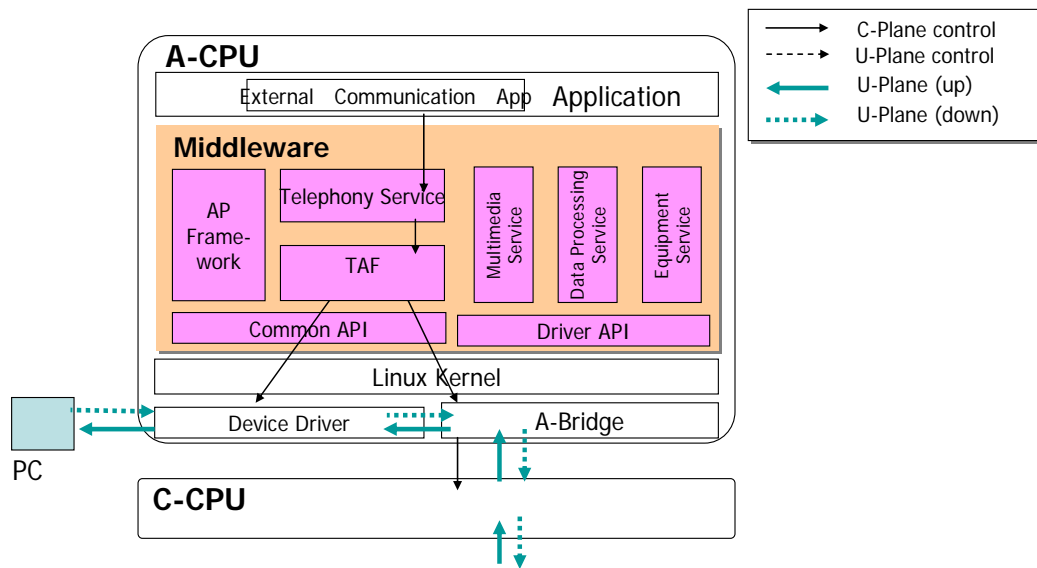 C-Plane control
U-Plane control
U-Plane (up)
U-Plane (down)
A-CPU
External Communication App
Application
Middleware
AP
Frame-
work
Telephony Service
TAF
Multimedia
Service
Data Processing
Service
Equipment
Service
Common API
Driver API
Linux Kernel
Device Driver
A-Bridge
PC
C-CPU